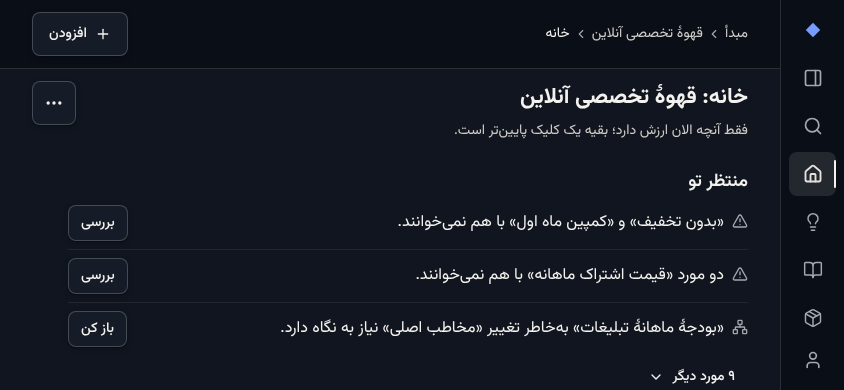 مبدأ › قهوهٔ تخصصی آنلاین › خانه
افزودن +
خانه: قهوهٔ تخصصی آنلاین
فقط آنچه الان ارزش دارد؛ بقیه یک کلیک پایین‌تر است.
منتظر تو
«بدون تخفیف» و «کمپین ماه اول» با هم نمی‌خوانند.
بررسی
دو مورد «قیمت اشتراک ماهانه» با هم نمی‌خوانند.
بررسی
«بودجهٔ ماهانهٔ تبلیغات» به‌خاطر تغییر «مخاطب اصلی» نیاز به نگاه دارد.
باز کن
۹ مورد دیگر